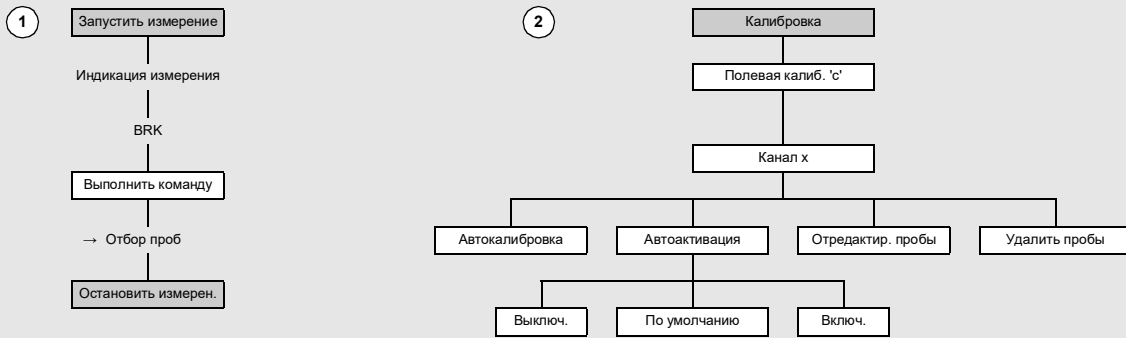 1
Запустить измерение
Индикация измерения
BRK
Выполнить команду
→ Отбор проб
Остановить измерен.
2
Калибровка
Полевая калиб. 'c'
Канал x
Автокалибровка
Автоактивация
Отредактир. пробы
Удалить пробы
Выключ.
По умолчанию
Включ.